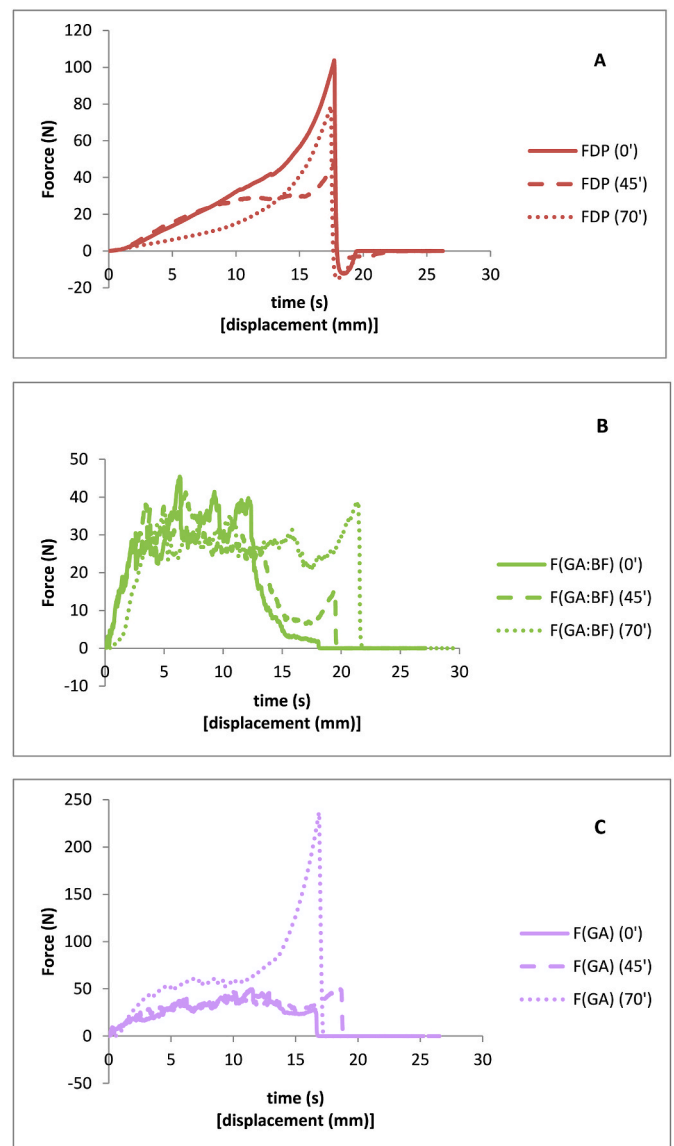 120
100
80
60
40
20
0
-20
Foorce (N)
0 5 10 15 20 25 30
time (s)
[displacement (mm)]
A
FDP (0')
FDP (45')
FDP (70')
50
40
30
20
10
0
-10
Force (N)
0 5 10 15 20 25 30
time (s)
[displacement (mm)]
B
F(GA:BF) (0')
F(GA:BF) (45')
F(GA:BF) (70')
250
200
150
100
50
0
-50
Force (N)
0 5 10 15 20 25 30
time (s)
[displacement (mm)]
C
F(GA) (0')
F(GA) (45')
F(GA) (70')